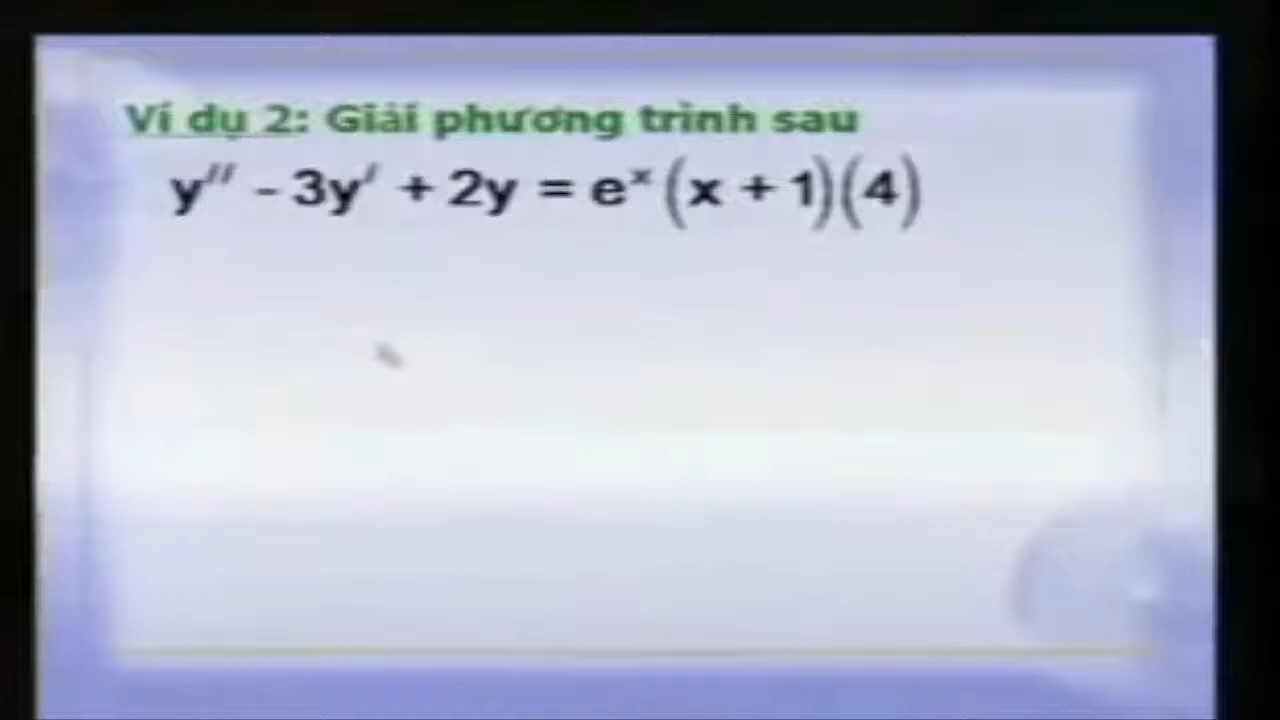 Ví dụ 2: Giải phương trình sau
y'' - 3y' + 2y = eˣ(x + 1)(4)